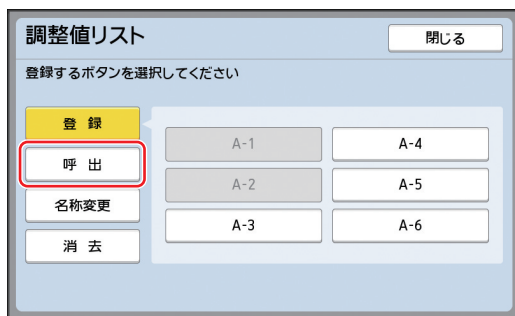 調整値リスト
閉じる
登録するボタンを選択してください
登 録
呼 出
名称変更
消 去
A-1
A-4
A-2
A-5
A-3
A-6